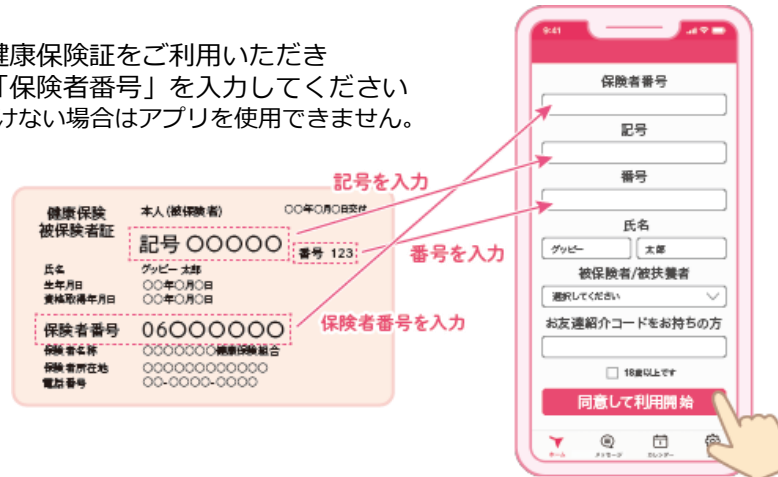 健康保険証をご利用いただき
「保険者番号」を入力してください
けない場合はアプリを使用できません。
記号を入力
番号を入力
保険者番号を入力
健康保険
被保険者証
本人(被保険者)
〇〇年〇月〇日交付
記号 〇〇〇〇〇
番号 123
氏名 グッピー 太郎
生年月日 〇〇年〇月〇日
資格取得年月日 〇〇年〇月〇日
保険者番号 06〇〇〇〇〇〇
保険者名称 〇〇〇〇〇〇〇健康保険組合
保険者所在地 〇〇〇〇〇〇〇〇〇〇〇〇
電話番号 〇〇-〇〇〇〇-〇〇〇〇
9:41
保険者番号
記号
番号
氏名
グッピー 太郎
被保険者/被扶養者
選択してください
お友達紹介コードをお持ちの方
18歳以上です
同意して利用開始
ホーム メッセージ カレンダー